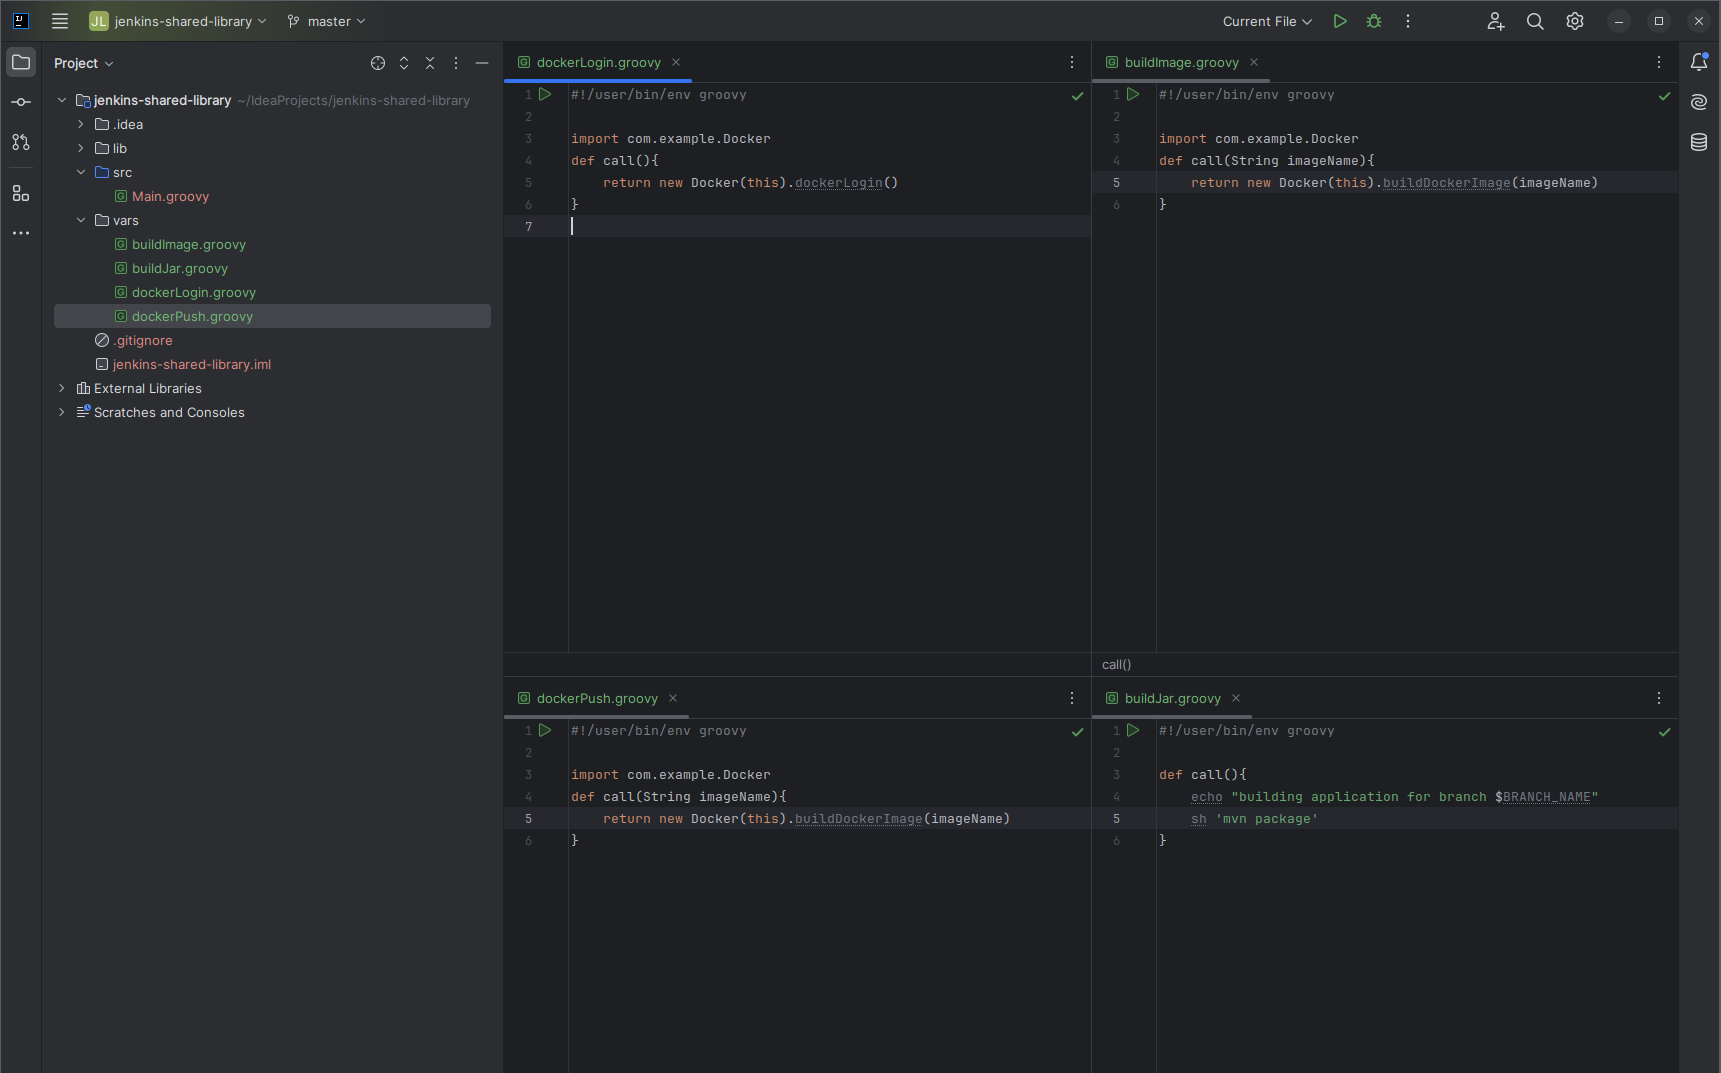 JL jenkins-shared-library master Current File
Project
jenkins-shared-library ~/IdeaProjects/jenkins-shared-library
.idea
lib
src
Main.groovy
vars
buildImage.groovy
buildJar.groovy
dockerLogin.groovy
dockerPush.groovy
.gitignore
jenkins-shared-library.iml
External Libraries
Scratches and Consoles
dockerLogin.groovy
1 #!/user/bin/env groovy
2
3 import com.example.Docker
4 def call(){
5 return new Docker(this).dockerLogin()
6 }
7
buildImage.groovy
1 #!/user/bin/env groovy
2
3 import com.example.Docker
4 def call(String imageName){
5 return new Docker(this).buildDockerImage(imageName)
6 }
call()
dockerPush.groovy
1 #!/user/bin/env groovy
2
3 import com.example.Docker
4 def call(String imageName){
5 return new Docker(this).buildDockerImage(imageName)
6 }
buildJar.groovy
1 #!/user/bin/env groovy
2
3 def call(){
4 echo "building application for branch $BRANCH_NAME"
5 sh 'mvn package'
6 }